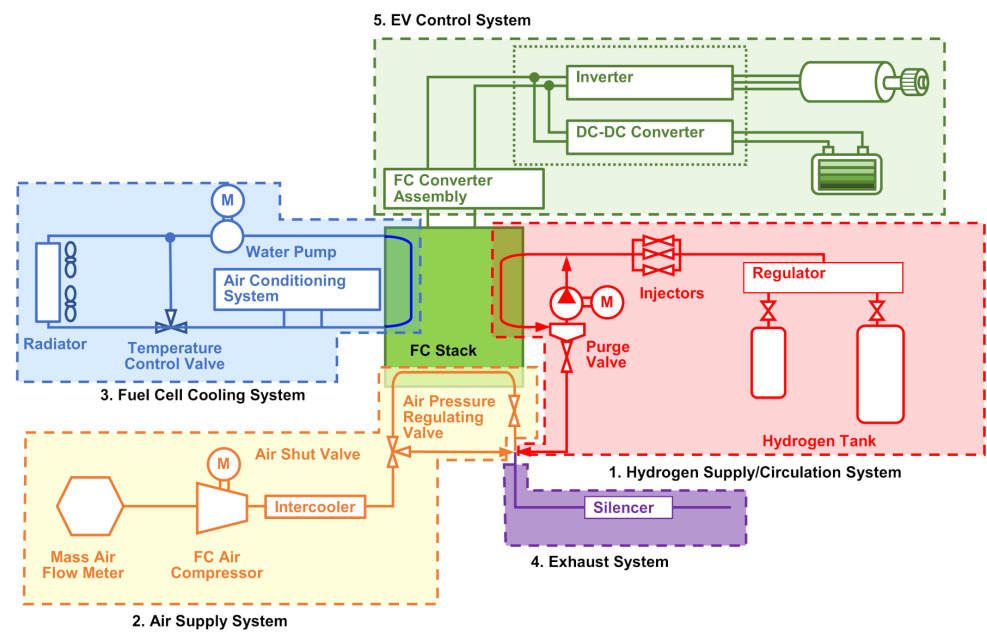 5. EV Control System
Inverter
DC-DC Converter
FC Converter
Assembly
M
Water Pump
Air Conditioning
System
Radiator
Temperature
Control Valve
3. Fuel Cell Cooling System
FC Stack
Injectors
Regulator
M
Purge
Valve
Hydrogen Tank
1. Hydrogen Supply/Circulation System
Air Pressure
Regulating
Valve
Air Shut Valve
M
Intercooler
Mass Air
Flow Meter
FC Air
Compressor
2. Air Supply System
Silencer
4. Exhaust System